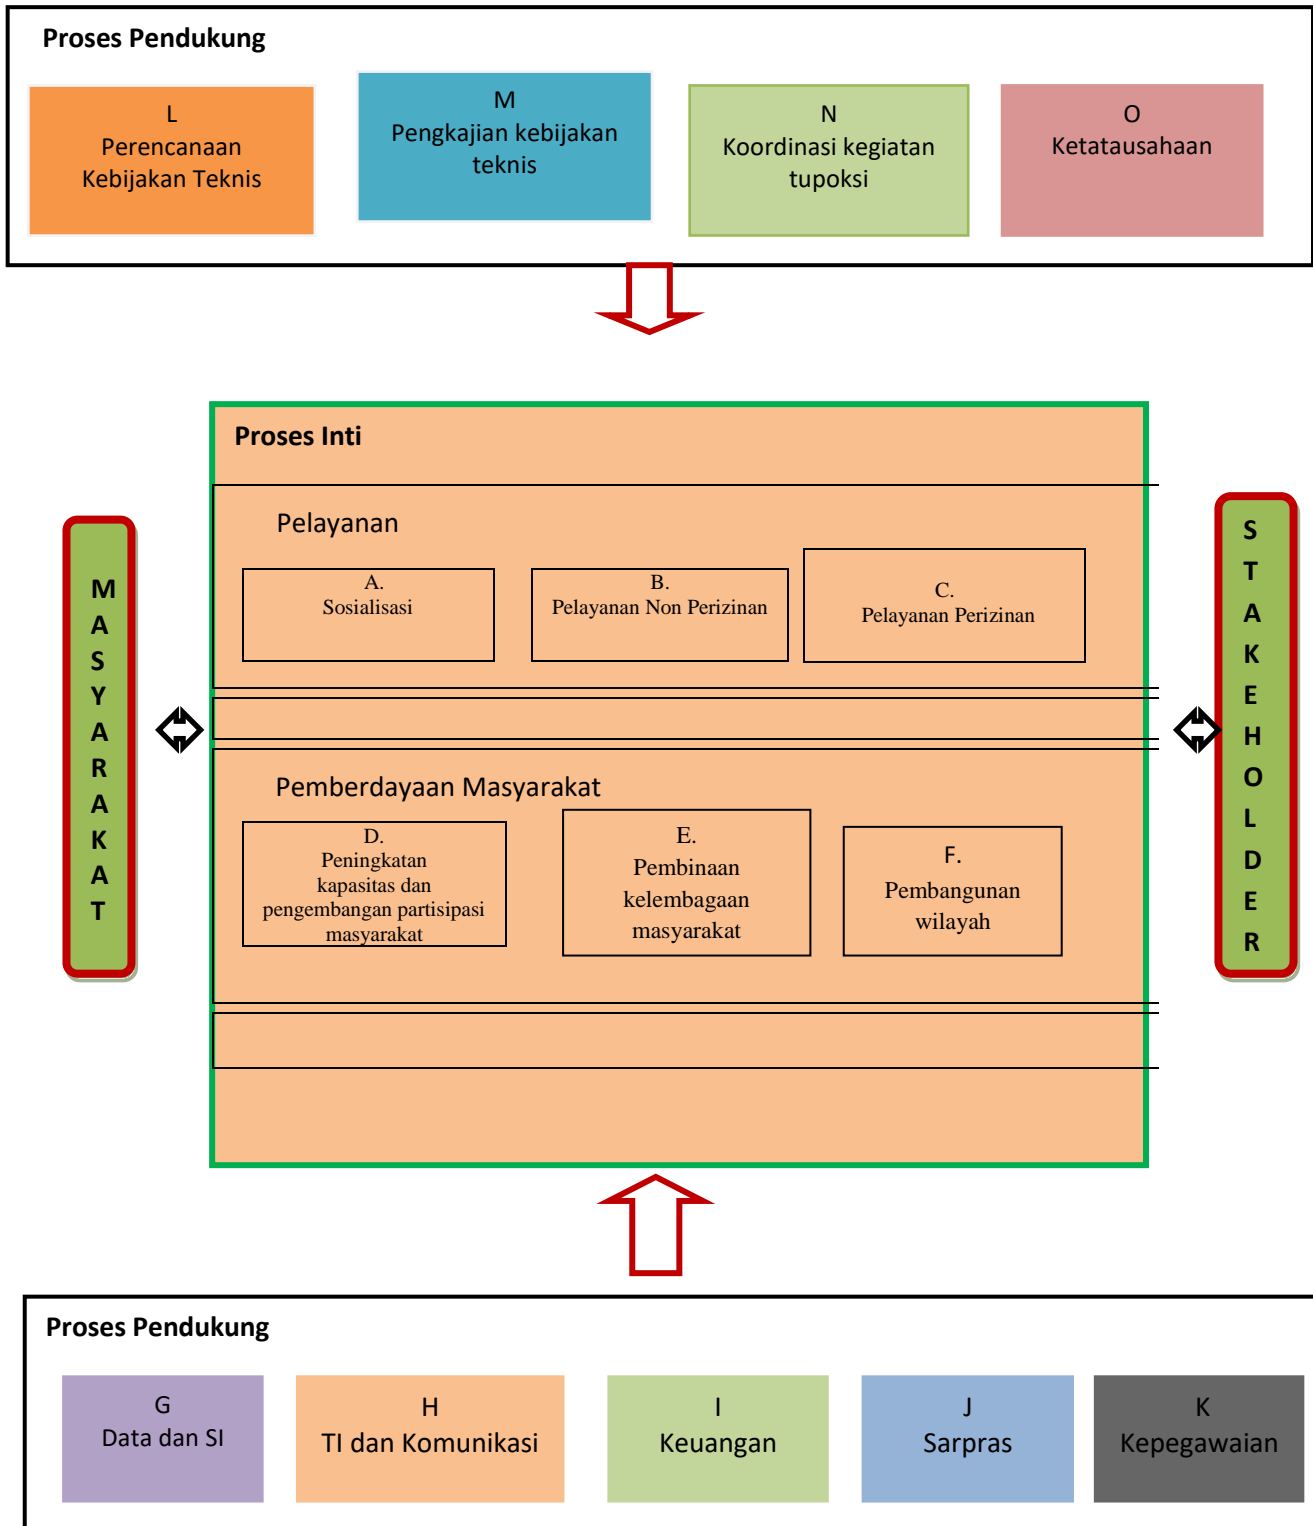 Proses Pendukung
L
Perencanaan
Kebijakan Teknis
M
Pengkajian kebijakan
teknis
N
Koordinasi kegiatan
tupoksi
O
Ketatausahaan
Proses Inti
Pelayanan
A.
Sosialisasi
B.
Pelayanan Non Perizinan
C.
Pelayanan Perizinan
M
A
S
Y
A
R
A
K
A
T
S
T
A
K
E
H
O
L
D
E
R
Pemberdayaan Masyarakat
D.
Peningkatan
kapasitas dan
pengembangan partisipasi
masyarakat
E.
Pembinaan
kelembagaan
masyarakat
F.
Pembangunan
wilayah
Proses Pendukung
G
Data dan SI
H
TI dan Komunikasi
I
Keuangan
J
Sarpras
K
Kepegawaian